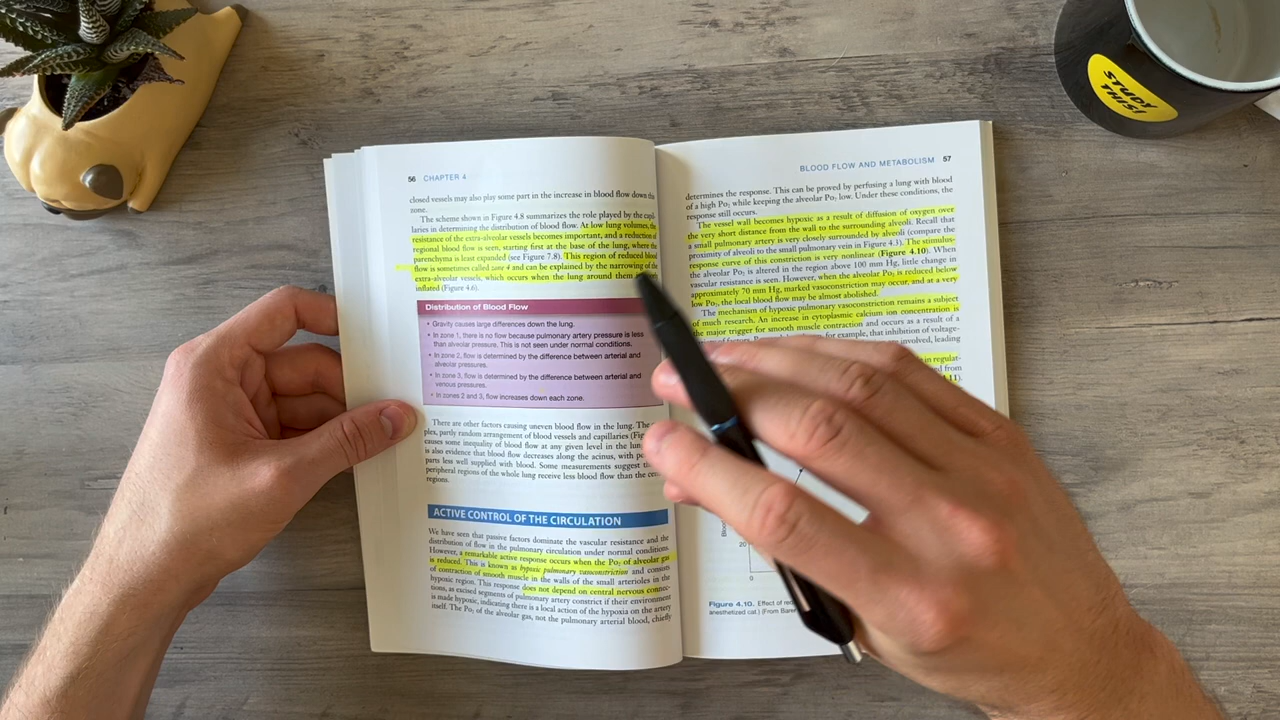 56 CHAPTER 4
closed vessels may also play some part in the increase in blood flow down the
zone.
The scheme shown in Figure 4.8 summarizes the role played by the capil-
laries in determining the distribution of blood flow. At low lung volumes, the
resistance of the extra-alveolar vessels becomes important, and a reduction of
regional blood flow is seen, starting first at the base of the lung, where the
parenchyma is least expanded (see Figure 7.8). This region of reduced blood
flow is sometimes called zone 4 and can be explained by the narrowing of the
extra-alveolar vessels, which occurs when the lung around them
inflated (Figure 4.6).
Distribution of Blood Flow
• Gravity causes large differences down the lung.
• In zone 1, there is no flow because pulmonary artery pressure is less
than alveolar pressure. This is not seen under normal conditions.
• In zone 2, flow is determined by the difference between arterial and
alveolar pressures.
• In zone 3, flow is determined by the difference between arterial and
venous pressures.
• In zones 2 and 3, flow increases down each zone.
There are other factors causing uneven blood flow in the lung. The
plex, partly random arrangement of blood vessels and capillaries
causes some inequality of blood flow at any given level in the
is also evidence that blood flow decreases along the acinus, with
parts less well supplied with blood. Some measurements suggest
peripheral regions of the whole lung receive less blood flow than the
regions.
ACTIVE CONTROL OF THE CIRCULATION
We have seen that passive factors dominate the vascular resistance and the
distribution of flow in the pulmonary circulation under normal conditions.
However, a remarkable active response occurs when the Po2 of alveolar gas
is reduced. This is known as hypoxic pulmonary vasoconstriction and consists
of contraction of smooth muscle in the walls of the small arterioles in the
hypoxic region. This response does not depend on central nervous connec-
tions, as excised segments of pulmonary artery constrict if their environment
is made hypoxic, indicating there is a local action of the hypoxia on the artery
itself. The Po2 of the alveolar gas, not the pulmonary arterial blood, chiefly
BLOOD FLOW AND METABOLISM 57
determines the response. This can be proved by perfusing a lung with blood
of a high Po2 while keeping the alveolar Po2 low. Under these conditions, the
response still occurs.
The vessel wall becomes hypoxic as a result of diffusion of oxygen over
the very short distance from the wall to the surrounding alveoli. Recall that
a small pulmonary artery is very closely surrounded by alveoli (compare the
proximity of alveoli to the small pulmonary vein in Figure 4.3). The stimulus-
response curve of this constriction is very nonlinear (Figure 4.10). When
the alveolar Po2 is altered in the region above 100 mm Hg, little change in
vascular resistance is seen. However, when the alveolar Po2 is reduced below
approximately 70 mm Hg, marked vasoconstriction may occur, and at a very
low Po2, the local blood flow may be almost abolished.
The mechanism of hypoxic pulmonary vasoconstriction remains a subject
of much research. An increase in cytoplasmic calcium ion concentration is
the major trigger for smooth muscle contraction and occurs as a result of a
for example, that inhibition of voltage-
involved, leading
in regulat-
from
11).
20
0
Figure 4.10. Effect of
anesthetized cat.) (From
STUDY
THIS!